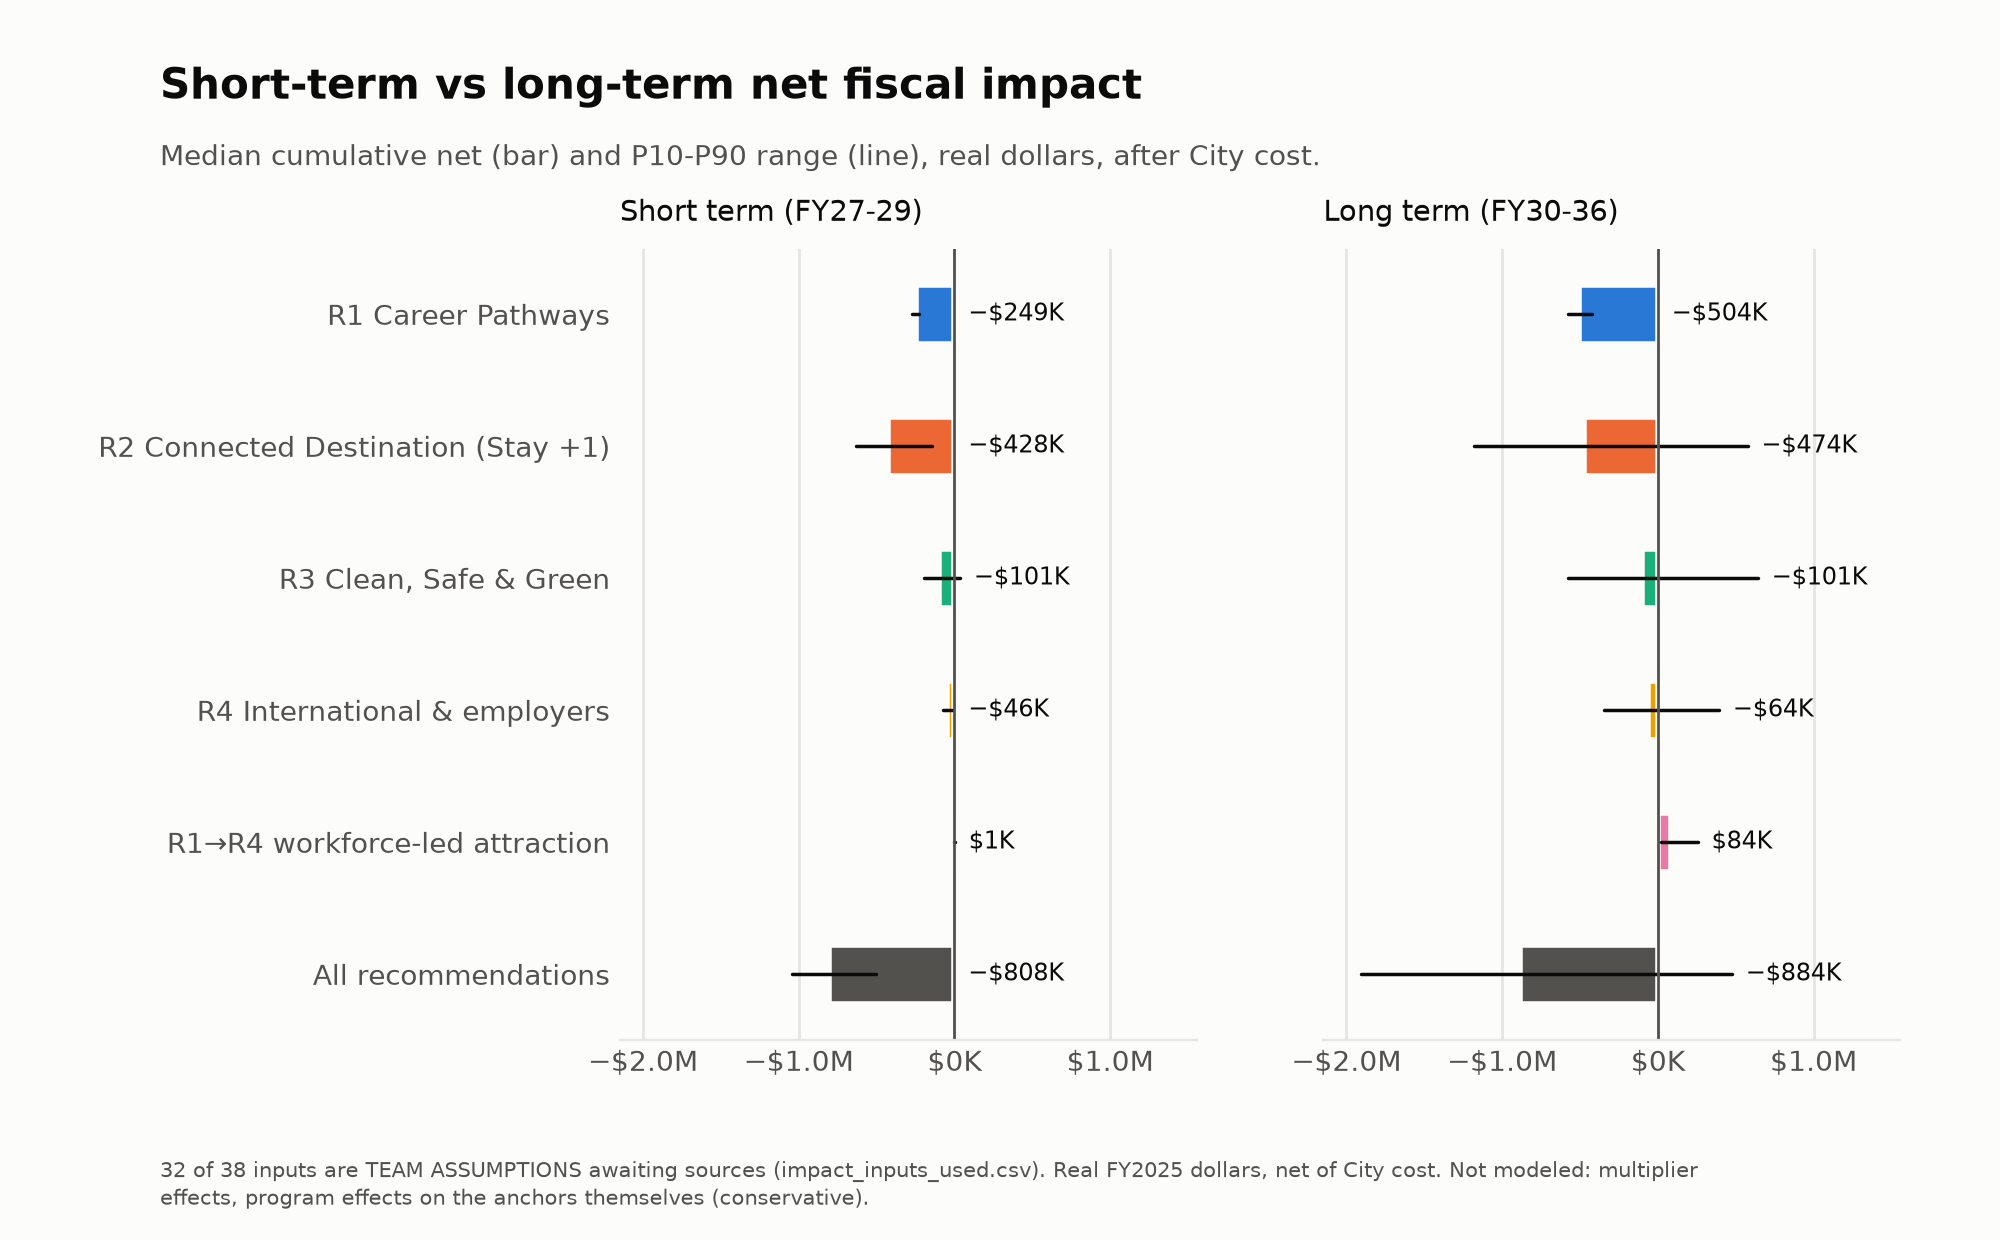 Short-term vs long-term net fiscal impact
Median cumulative net (bar) and P10-P90 range (line), real dollars, after City cost.
Short term (FY27-29)
Long term (FY30-36)
R1 Career Pathways
−$249K
−$504K
R2 Connected Destination (Stay +1)
−$428K
−$474K
R3 Clean, Safe & Green
−$101K
−$101K
R4 International & employers
−$46K
−$64K
R1→R4 workforce-led attraction
$1K
$84K
All recommendations
−$808K
−$884K
−$2.0M
−$1.0M
$0K
$1.0M
−$2.0M
−$1.0M
$0K
$1.0M
32 of 38 inputs are TEAM ASSUMPTIONS awaiting sources (impact_inputs_used.csv). Real FY2025 dollars, net of City cost. Not modeled: multiplier
effects, program effects on the anchors themselves (conservative).